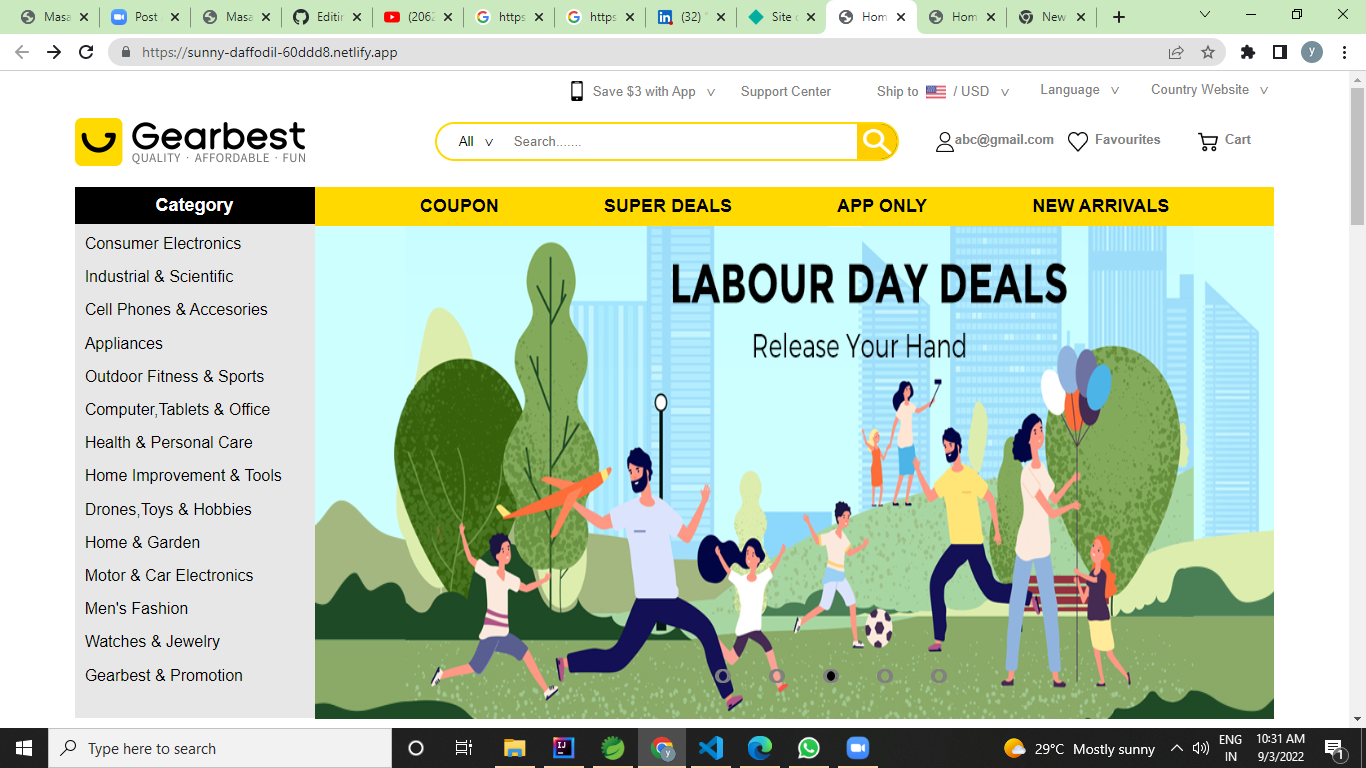 Masa
Post
Masa
Editin
(2062
https
https
(32)
Site
Hom
Hom
New
https://sunny-daffodil-60ddd8.netlify.app
y
Save $3 with App
Support Center
Ship to / USD
Language
Country Website
Gearbest
QUALITY · AFFORDABLE · FUN
All
Search.......
abc@gmail.com
Favourites
Cart
Category
COUPON
SUPER DEALS
APP ONLY
NEW ARRIVALS
Consumer Electronics
Industrial & Scientific
Cell Phones & Accesories
Appliances
Outdoor Fitness & Sports
Computer,Tablets & Office
Health & Personal Care
Home Improvement & Tools
Drones,Toys & Hobbies
Home & Garden
Motor & Car Electronics
Men's Fashion
Watches & Jewelry
Gearbest & Promotion
LABOUR DAY DEALS
Release Your Hand
Type here to search
29°C Mostly sunny
ENG
IN
10:31 AM
9/3/2022
1